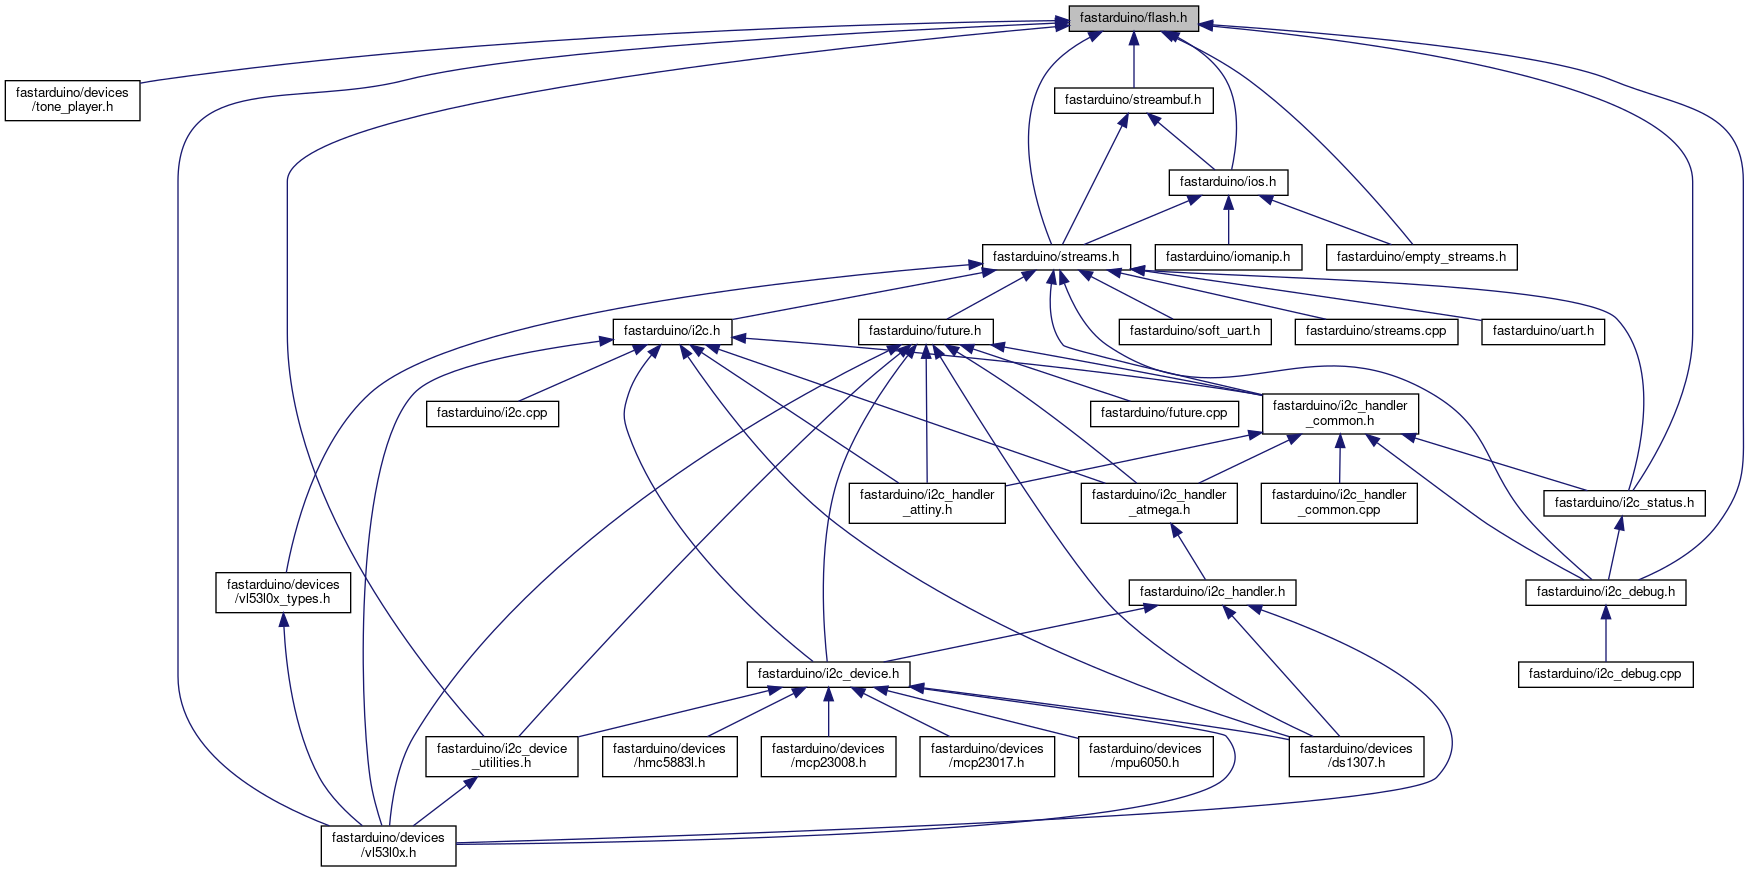 fastarduino/flash.h
fastarduino/devices
/tone_player.h
fastarduino/streambuf.h
fastarduino/ios.h
fastarduino/streams.h
fastarduino/iomanip.h
fastarduino/empty_streams.h
fastarduino/i2c.h
fastarduino/future.h
fastarduino/soft_uart.h
fastarduino/streams.cpp
fastarduino/uart.h
fastarduino/i2c.cpp
fastarduino/future.cpp
fastarduino/i2c_handler
_common.h
fastarduino/i2c_handler
_attiny.h
fastarduino/i2c_handler
_atmega.h
fastarduino/i2c_handler
_common.cpp
fastarduino/i2c_status.h
fastarduino/devices
/vl53l0x_types.h
fastarduino/i2c_handler.h
fastarduino/i2c_debug.h
fastarduino/i2c_device.h
fastarduino/i2c_debug.cpp
fastarduino/i2c_device
_utilities.h
fastarduino/devices
/hmc5883l.h
fastarduino/devices
/mcp23008.h
fastarduino/devices
/mcp23017.h
fastarduino/devices
/mpu6050.h
fastarduino/devices
/ds1307.h
fastarduino/devices
/vl53l0x.h